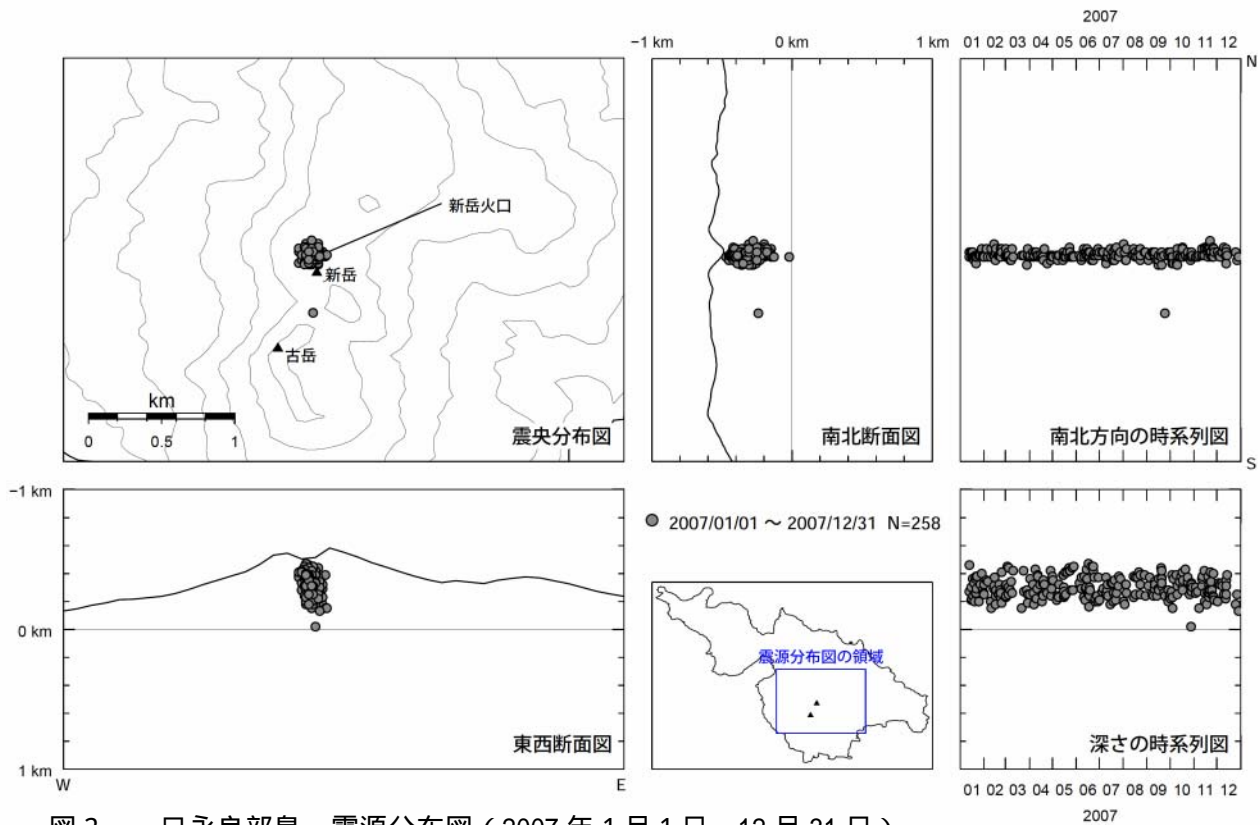 2007
−1 km 0 km 1 km
01 02 03 04 05 06 07 08 09 10 11 12
N
新岳火口
新岳
古岳
km
0 0.5 1
震央分布図
南北断面図
南北方向の時系列図
S
−1 km
0 km
1 km
2007/01/01 ～ 2007/12/31 N=258
震源分布図の領域
東西断面図
深さの時系列図
W
E
01 02 03 04 05 06 07 08 09 10 11 12
2007